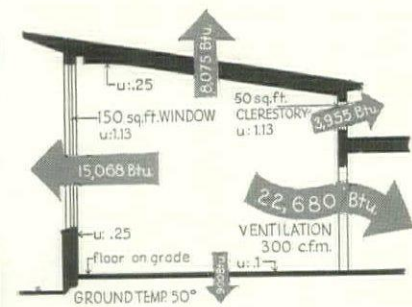 8,075 Btu.
u:.25
50 sq.ft.
CLERESTORY
u: 1.13
3,955 Btu.
150 sq.ft. WINDOW
u:1.13
15,068 Btu.
22,680 Btu.
u: .25
VENTILATION
300 c.f.m.
floor on grade
u: .1
GROUND TEMP. 50°